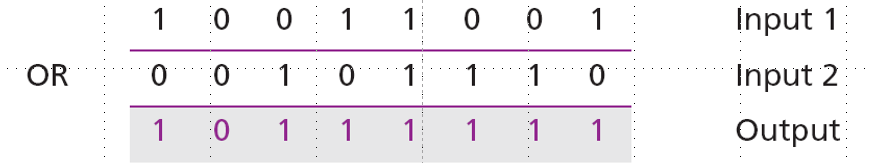 1 0 0 1 1 0 0 1 Input 1
OR 0 0 1 0 1 1 1 0 Input 2
1 0 1 1 1 1 1 1 Output